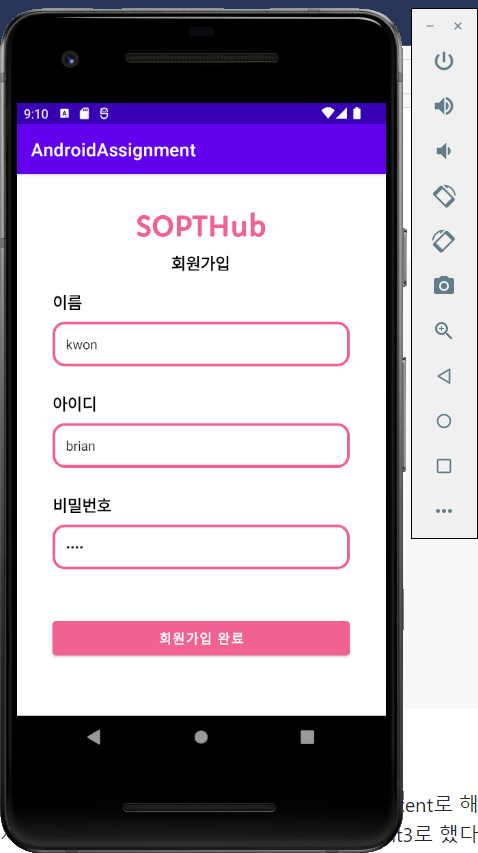 9:10
AndroidAssignment
SOPTHub
회원가입
이름
kwon
아이디
brian
비밀번호
••••
회원가입 완료
tent로 해
t3로 했다